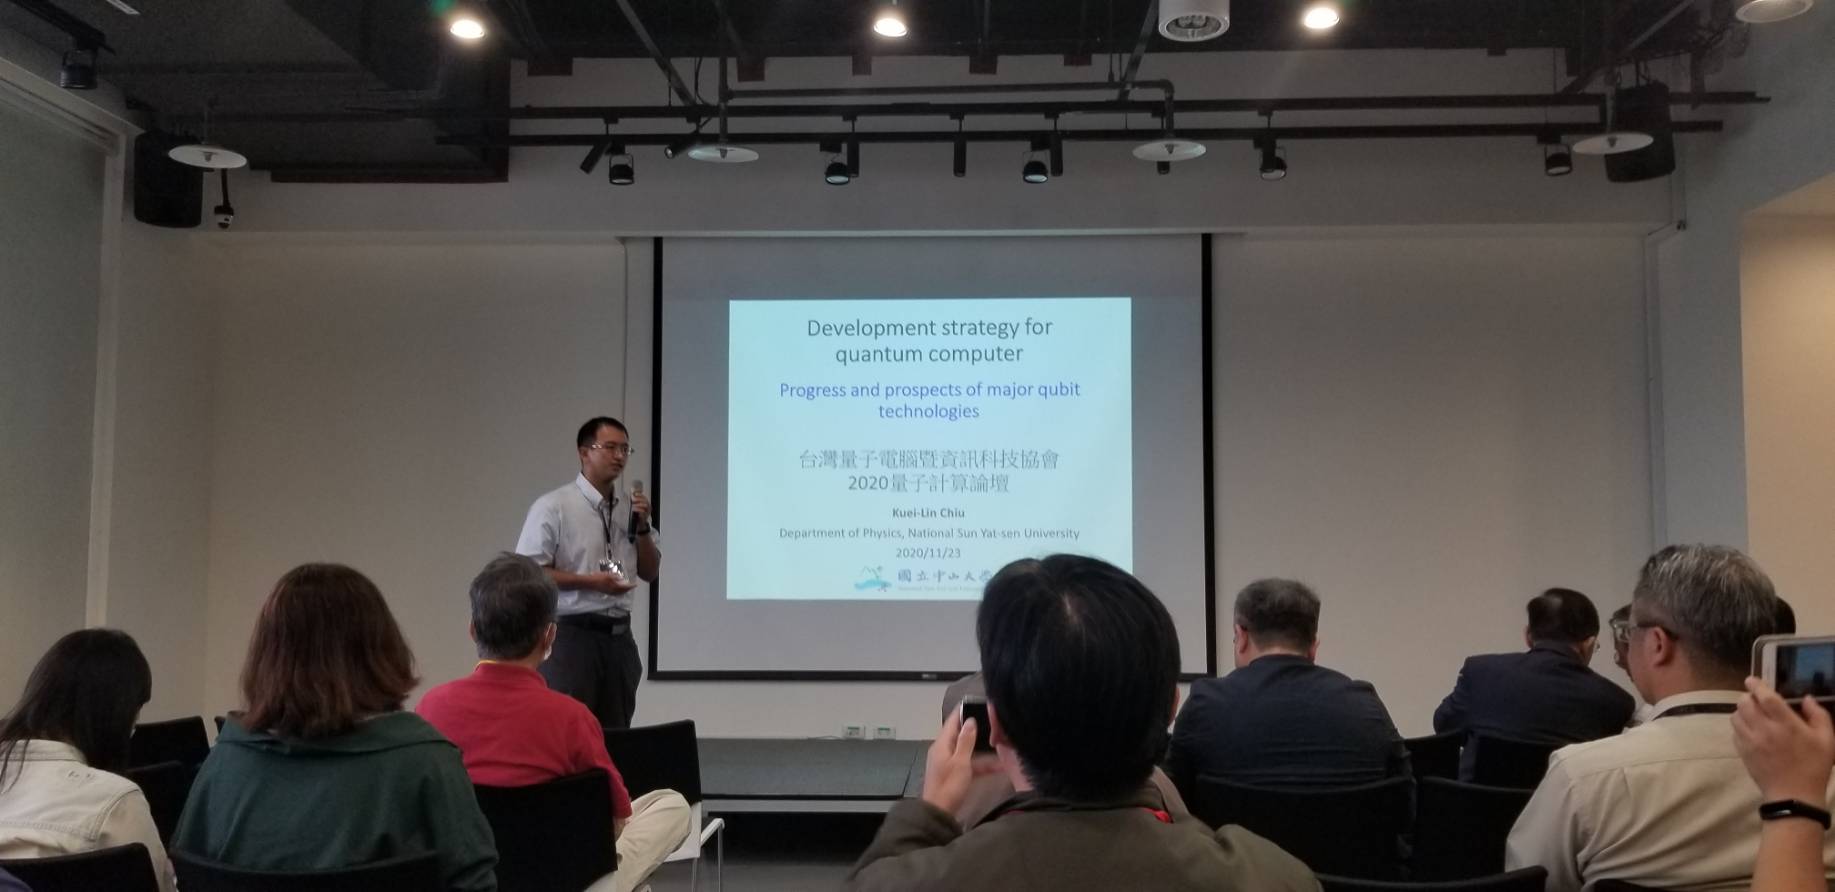 Development strategy for
quantum computer
Progress and prospects of major qubit
technologies
台灣量子電腦暨資訊科技協會
2020量子計算論壇
Kuei-Lin Chiu
Department of Physics, National Sun Yat-sen University
2020/11/23
國立中山大學